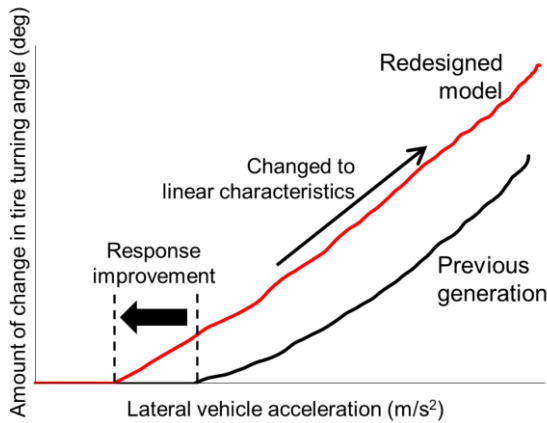 Amount of change in tire turning angle (deg)
Redesigned
model
Changed to
linear characteristics
Response
improvement
Previous
generation
Lateral vehicle acceleration (m/s²)